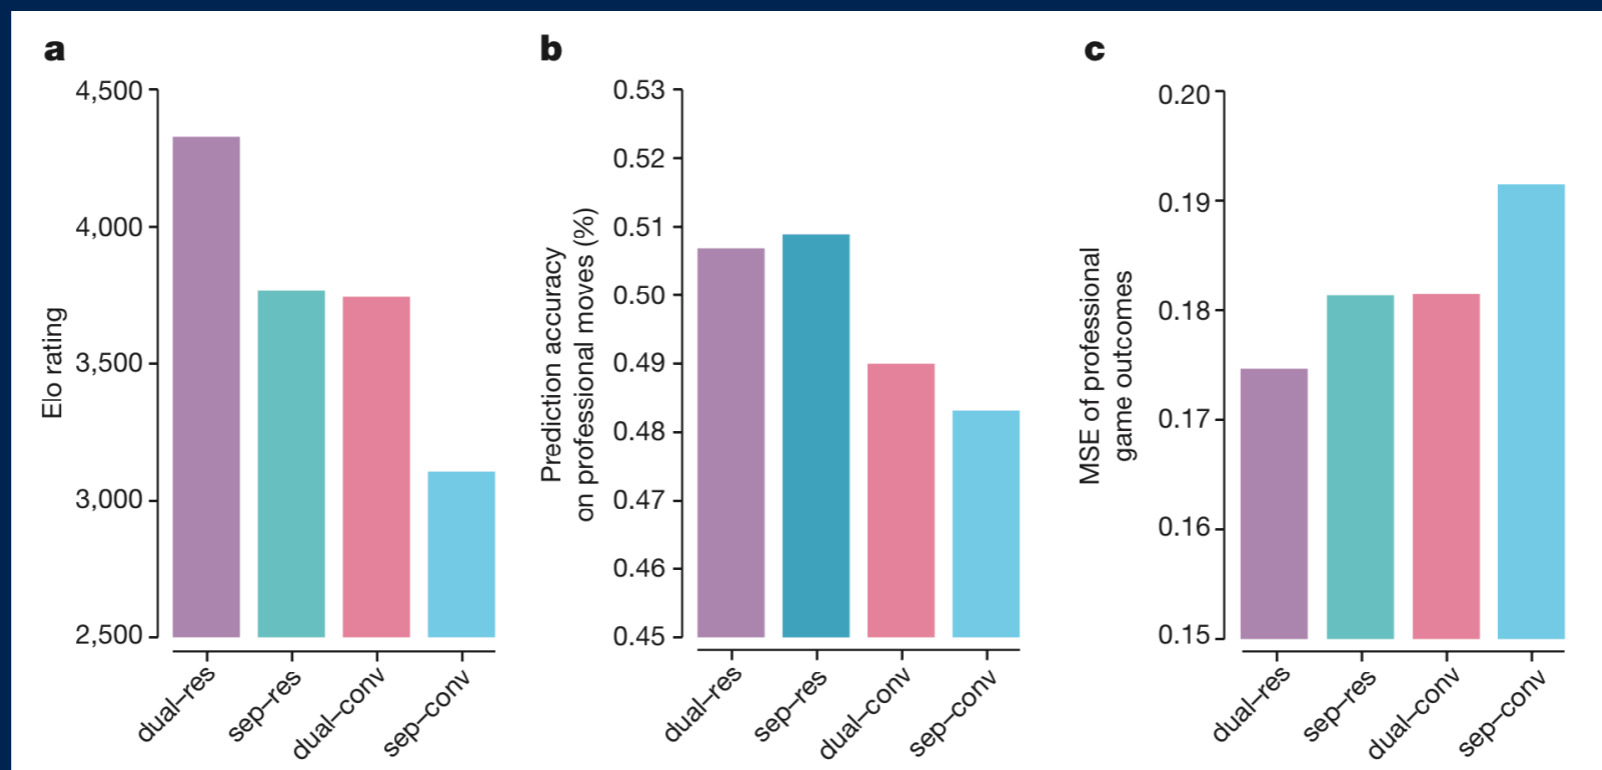 a
4,500
4,000
3,500
3,000
2,500
Elo rating
dual–res
sep–res
dual–conv
sep–conv
b
0.53
0.52
0.51
0.50
0.49
0.48
0.47
0.46
0.45
Prediction accuracy
on professional moves (%)
dual–res
sep–res
dual–conv
sep–conv
c
0.20
0.19
0.18
0.17
0.16
0.15
MSE of professional
game outcomes
dual–res
sep–res
dual–conv
sep–conv